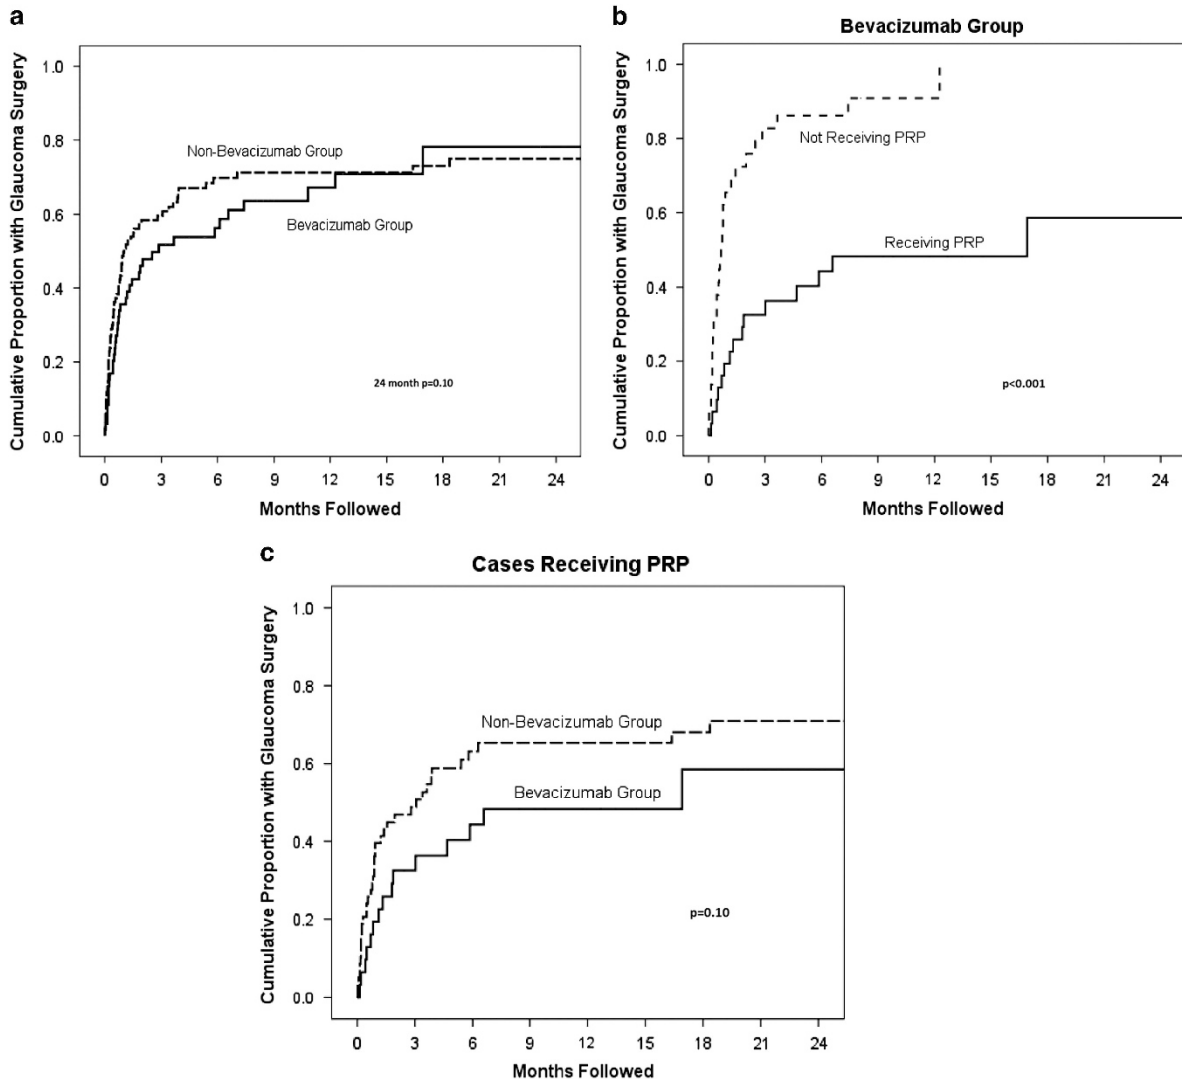 a
Cumulative Proportion with Glaucoma Surgery
1.0
0.8
0.6
0.4
0.2
0.0
Non-Bevacizumab Group
Bevacizumab Group
24 month p=0.10
0 3 6 9 12 15 18 21 24
Months Followed
b
Bevacizumab Group
Cumulative Proportion with Glaucoma Surgery
1.0
0.8
0.6
0.4
0.2
0.0
Not Receiving PRP
Receiving PRP
p<0.001
0 3 6 9 12 15 18 21 24
Months Followed
c
Cases Receiving PRP
Cumulative Proportion with Glaucoma Surgery
1.0
0.8
0.6
0.4
0.2
0.0
Non-Bevacizumab Group
Bevacizumab Group
p=0.10
0 3 6 9 12 15 18 21 24
Months Followed